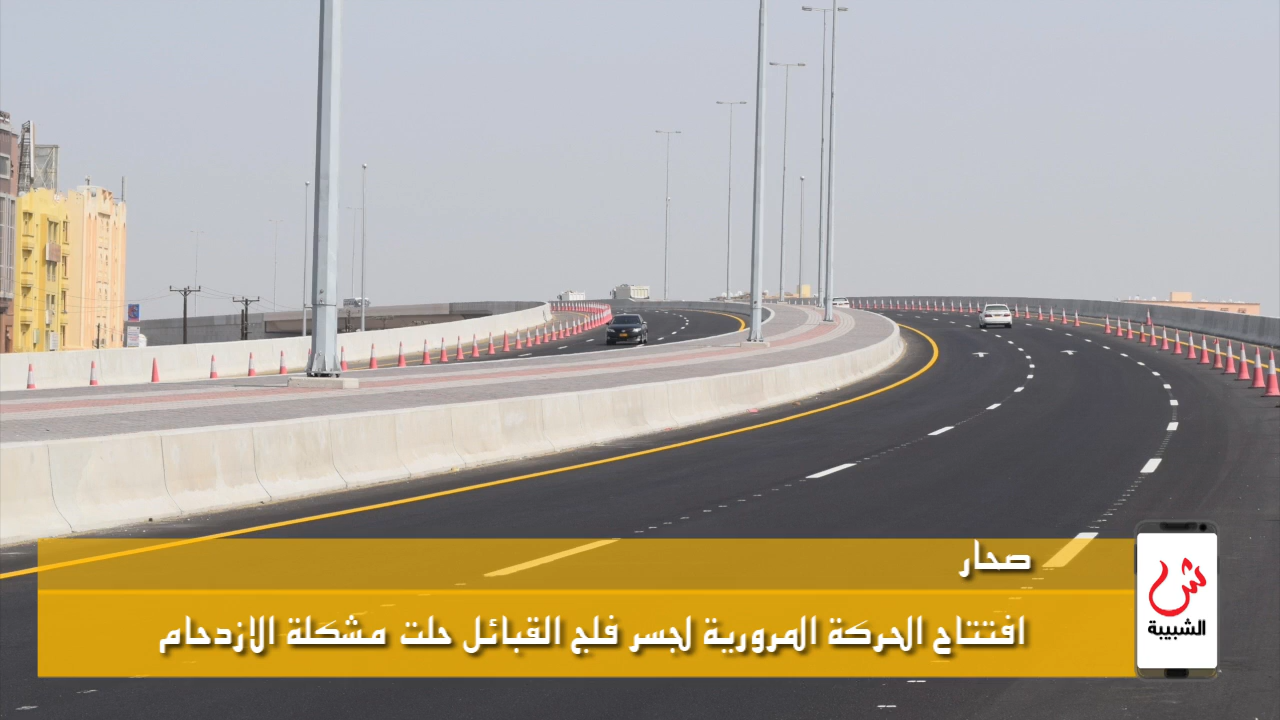 صحار
افتتاح الحركة المرورية لجسر فلج القبائل حلت مشكلة الازدحام
ش
الشبيبة